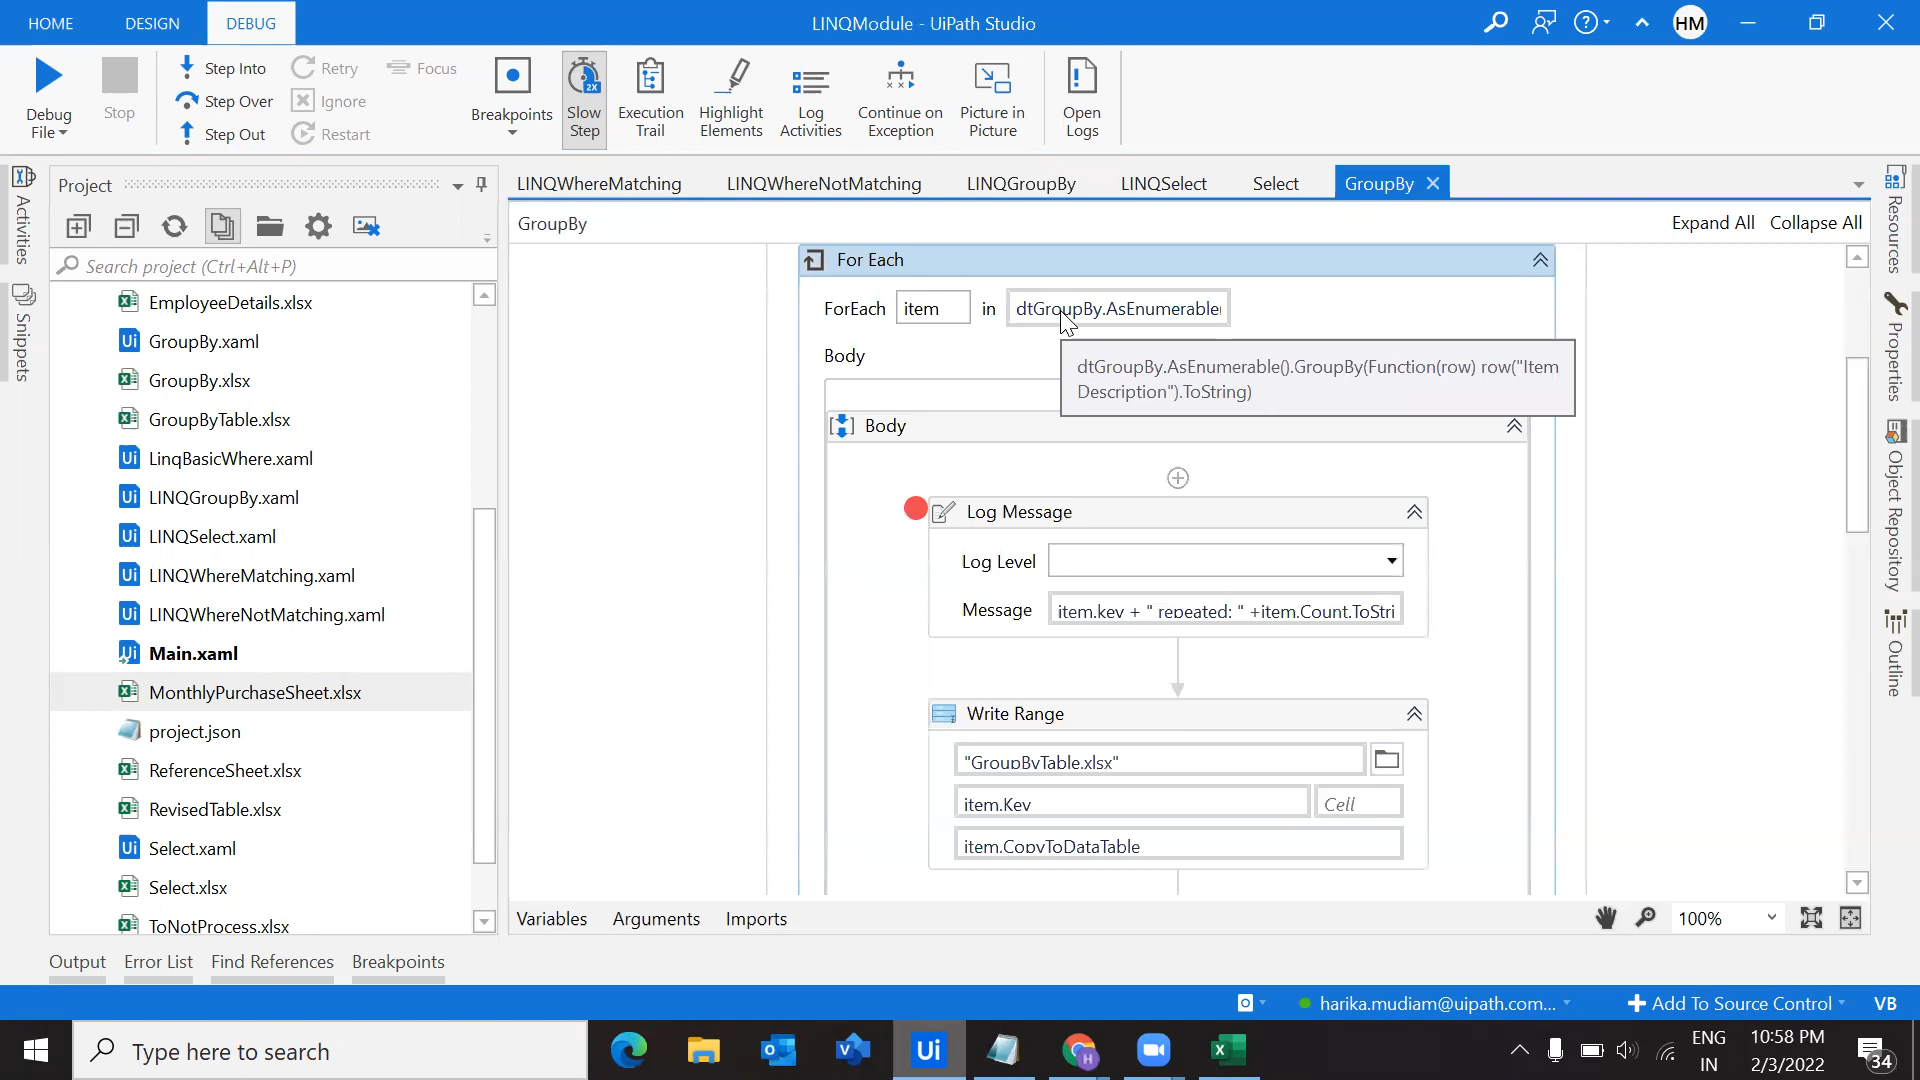 HOME DESIGN DEBUG LINQModule - UiPath Studio HM
Debug File
Stop
Step Into
Step Over
Step Out
Retry
Ignore
Restart
Focus
Breakpoints
2X
Slow Step
Execution Trail
Highlight Elements
Log Activities
Continue on Exception
Picture in Picture
Open Logs
Activities
Snippets
Project
Search project (Ctrl+Alt+P)
EmployeeDetails.xlsx
GroupBy.xaml
GroupBy.xlsx
GroupByTable.xlsx
LinqBasicWhere.xaml
LINQGroupBy.xaml
LINQSelect.xaml
LINQWhereMatching.xaml
LINQWhereNotMatching.xaml
Main.xaml
MonthlyPurchaseSheet.xlsx
project.json
ReferenceSheet.xlsx
RevisedTable.xlsx
Select.xaml
Select.xlsx
ToNotProcess.xlsx
LINQWhereMatching LINQWhereNotMatching LINQGroupBy LINQSelect Select GroupBy
GroupBy Expand All Collapse All
For Each
ForEach item in dtGroupBy.AsEnumerable(
dtGroupBy.AsEnumerable().GroupBy(Function(row) row("Item
Description").ToString)
Body
Body
Log Message
Log Level
Message item.key + " repeated: " +item.Count.ToStri
Write Range
"GroupByTable.xlsx"
item.Key Cell
item.CopyToDataTable
Variables Arguments Imports 100%
Resources
Properties
Object Repository
Outline
Output Error List Find References Breakpoints
harika.mudiam@uipath.com... Add To Source Control VB
Type here to search
ENG
IN
10:58 PM
2/3/2022
34